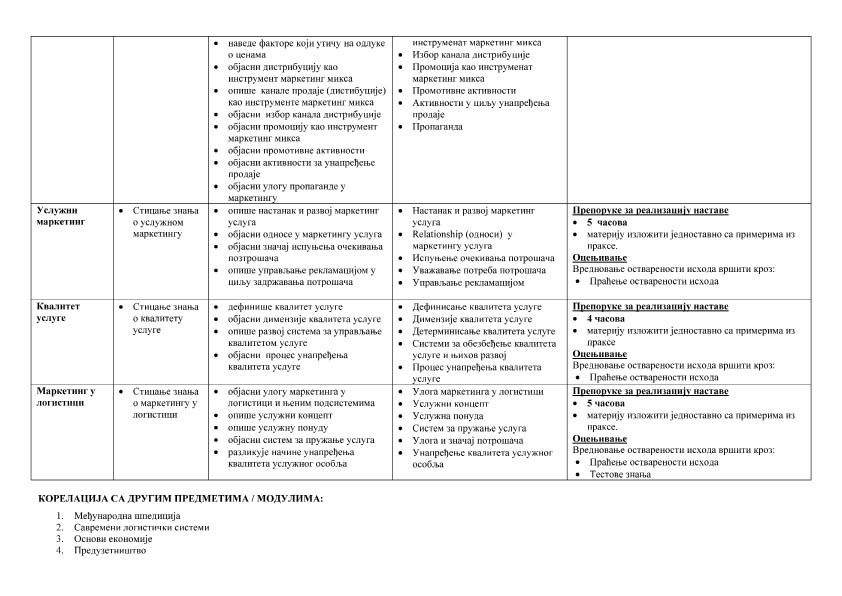 • наведе факторе који утичу на одлуке
о ценама
• објасни дистрибуцију као
инструмент маркетинг микса
• опише  канале продаје (дистибуције)
као инструменте маркетинг микса
• објасни  избор канала дистрибуције
• објасни промоцију као инструмент
маркетинг микса
• објасни промотивне активности
• објасни активности за унапређење
продаје
• објасни улогу пропаганде у
маркетингу
инструменат маркетинг микса
• Избор канала дистрибуције
• Промоција као инструменат
маркетинг микса
• Промотивне активности
• Активности у циљу унапређења
продаје
• Пропаганда
Услужни
маркетинг
• Стицање знања
о услужном
маркетингу
• опише настанак и развој маркетинг
услуга
• објасни односе у маркетингу услуга
• објасни значај испуњења очекивања
позтрошача
• опише управљање рекламацијом у
циљу задржавања потрошача
• Настанак и развој маркетинг
услуга
• Relationship (односи)  у
маркетингу услуга
• Испуњење очекивања потрошача
• Уважавање потреба потрошача
• Управљање рекламацијом
Препоруке за реализацију наставе
• 5  часова
• материју изложити једноставно са примерима из
праксе.
Оцењивање
Вредновање остварености исхода вршити кроз:
• Праћење остварености исхода
Квалитет
услуге
• Стицање знања
о квалитету
услуге
• дефинише квалитет услуге
• објасни димензије квалитета услуге
• опише развој система за управљање
квалитетом услуге
• објасни  процес унапређења
квалитета услуге
• Дефинисање квалитета услуге
• Димензије квалитета услуге
• Детерминисање квалитета услуге
• Системи за обезбеђење квалитета
услуге и њихов развој
• Процес унапређења квалитета
услуге
Препоруке за реализацију наставе
• 4 часова
• материју изложити једноставно са примерима из
праксе
Оцењивање
Вредновање остварености исхода вршити кроз:
• Праћење остварености исхода
Маркетинг у
логистици
• Стицање знања
о маркетингу у
логистици
• објасни улогу маркетинга у
логистици и њеним подсистемима
• опише услужни концепт
• опише услужну понуду
• објасни систем за пружање услуга
• разликује начине унапређења
квалитета услужног особља
• Улога маркетинга у логистици
• Услужни концепт
• Услужна понуда
• Систем за пружање услуга
• Улога и значај потрошача
• Унапређење квалитета услужног
особља
Препоруке за реализацију наставе
• 5 часова
• материју изложити једноставно са примерима из
праксе.
Оцењивање
Вредновање остварености исхода вршити кроз:
• Праћење остварености исхода
• Тестове знања
КОРЕЛАЦИЈА СА ДРУГИМ ПРЕДМЕТИМА / МОДУЛИМА:
1. Међународна шпедиција
2. Савремени логистички системи
3. Основи економије
4. Предузетништво